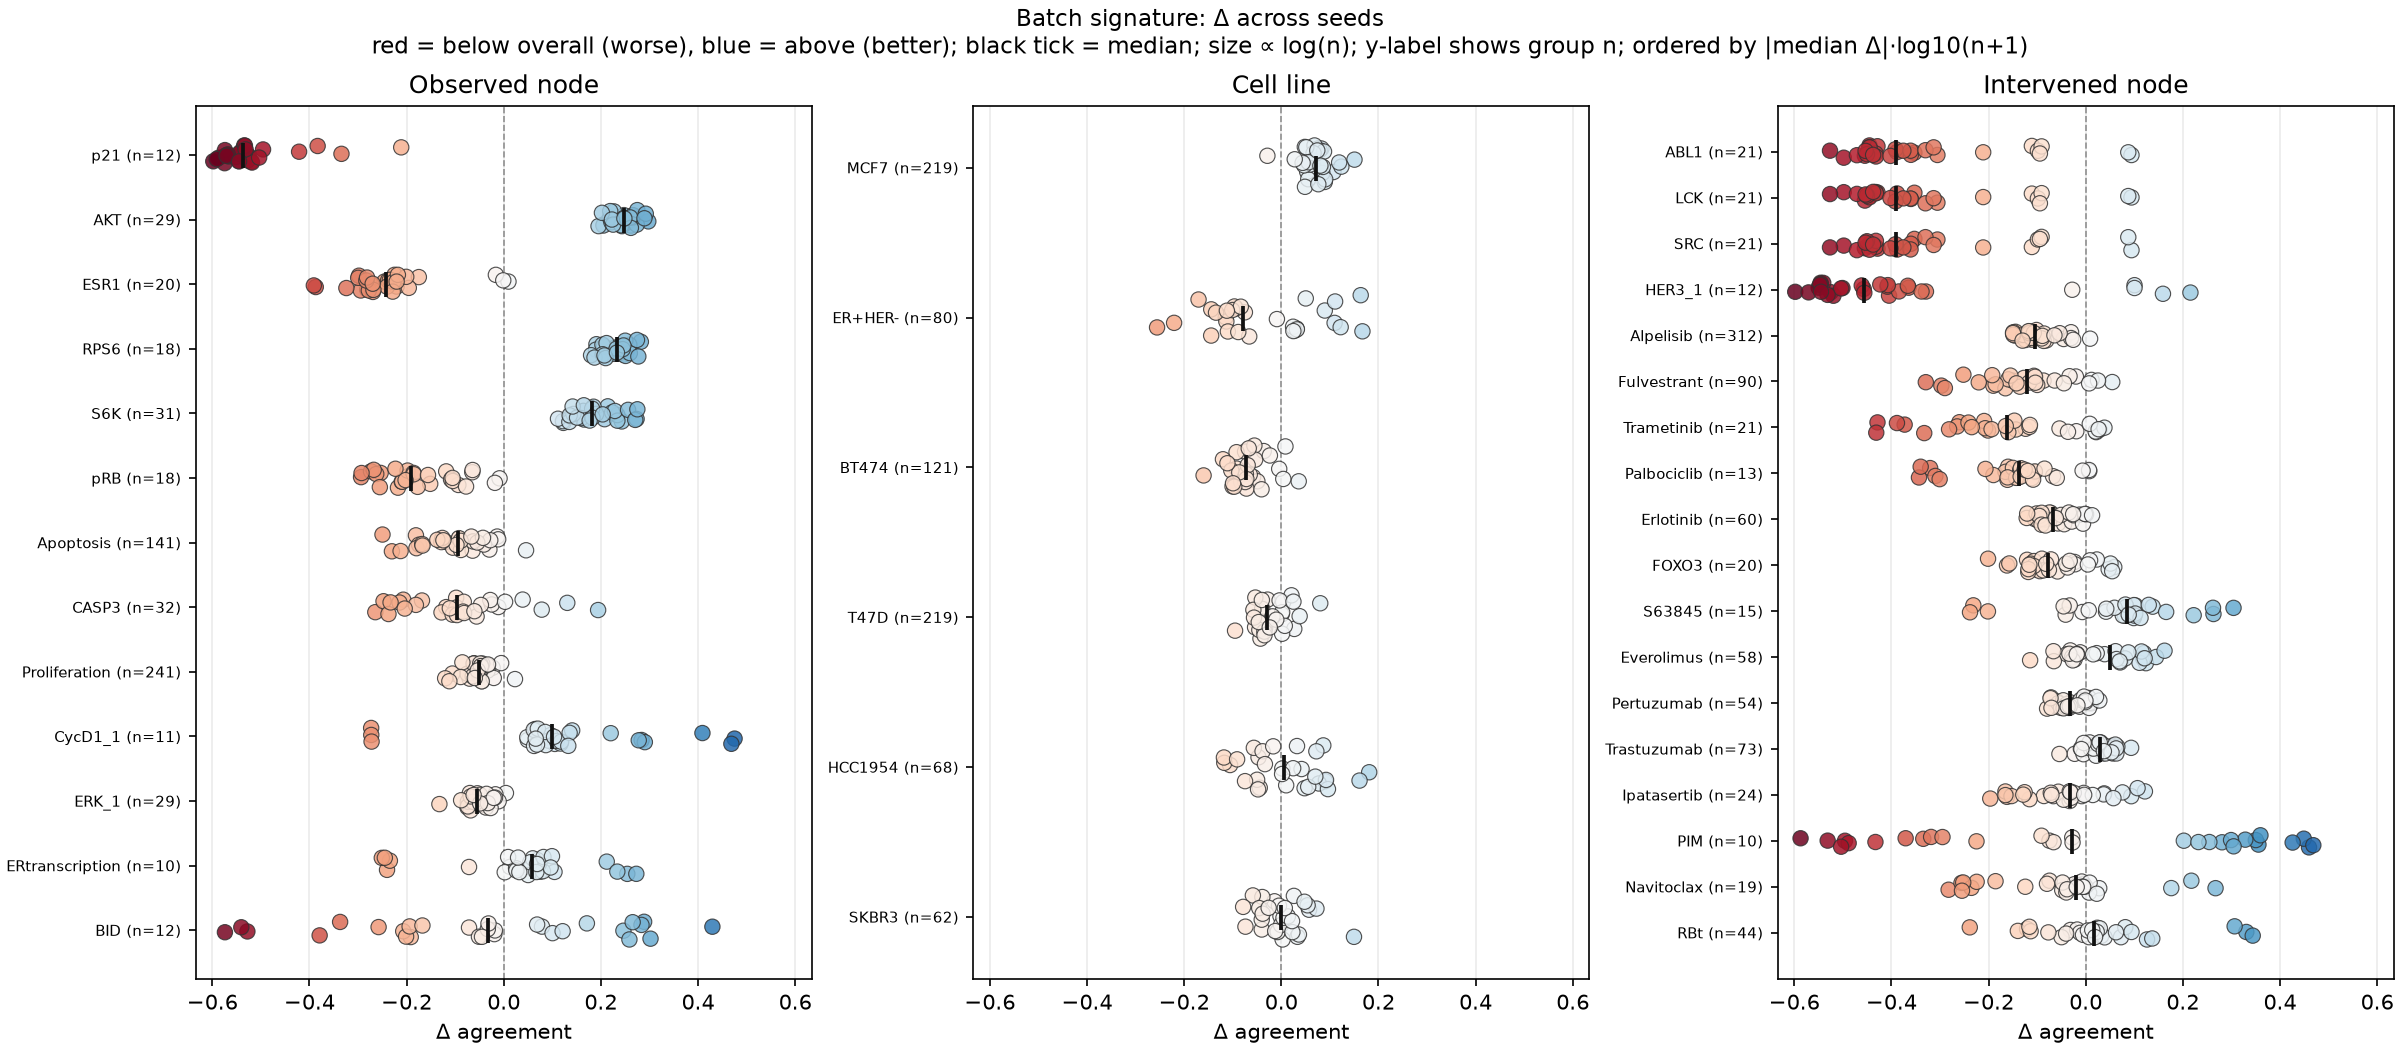 Batch signature: Δ across seeds
red = below overall (worse), blue = above (better); black tick = median; size ∝ log(n); y-label shows group n; ordered by |median Δ|·log10(n+1)
Observed node
p21 (n=12)
AKT (n=29)
ESR1 (n=20)
RPS6 (n=18)
S6K (n=31)
pRB (n=18)
Apoptosis (n=141)
CASP3 (n=32)
Proliferation (n=241)
CycD1_1 (n=11)
ERK_1 (n=29)
ERtranscription (n=10)
BID (n=12)
−0.6 −0.4 −0.2 0.0 0.2 0.4 0.6
Δ agreement
Cell line
MCF7 (n=219)
ER+HER- (n=80)
BT474 (n=121)
T47D (n=219)
HCC1954 (n=68)
SKBR3 (n=62)
−0.6 −0.4 −0.2 0.0 0.2 0.4 0.6
Δ agreement
Intervened node
ABL1 (n=21)
LCK (n=21)
SRC (n=21)
HER3_1 (n=12)
Alpelisib (n=312)
Fulvestrant (n=90)
Trametinib (n=21)
Palbociclib (n=13)
Erlotinib (n=60)
FOXO3 (n=20)
S63845 (n=15)
Everolimus (n=58)
Pertuzumab (n=54)
Trastuzumab (n=73)
Ipatasertib (n=24)
PIM (n=10)
Navitoclax (n=19)
RBt (n=44)
−0.6 −0.4 −0.2 0.0 0.2 0.4 0.6
Δ agreement